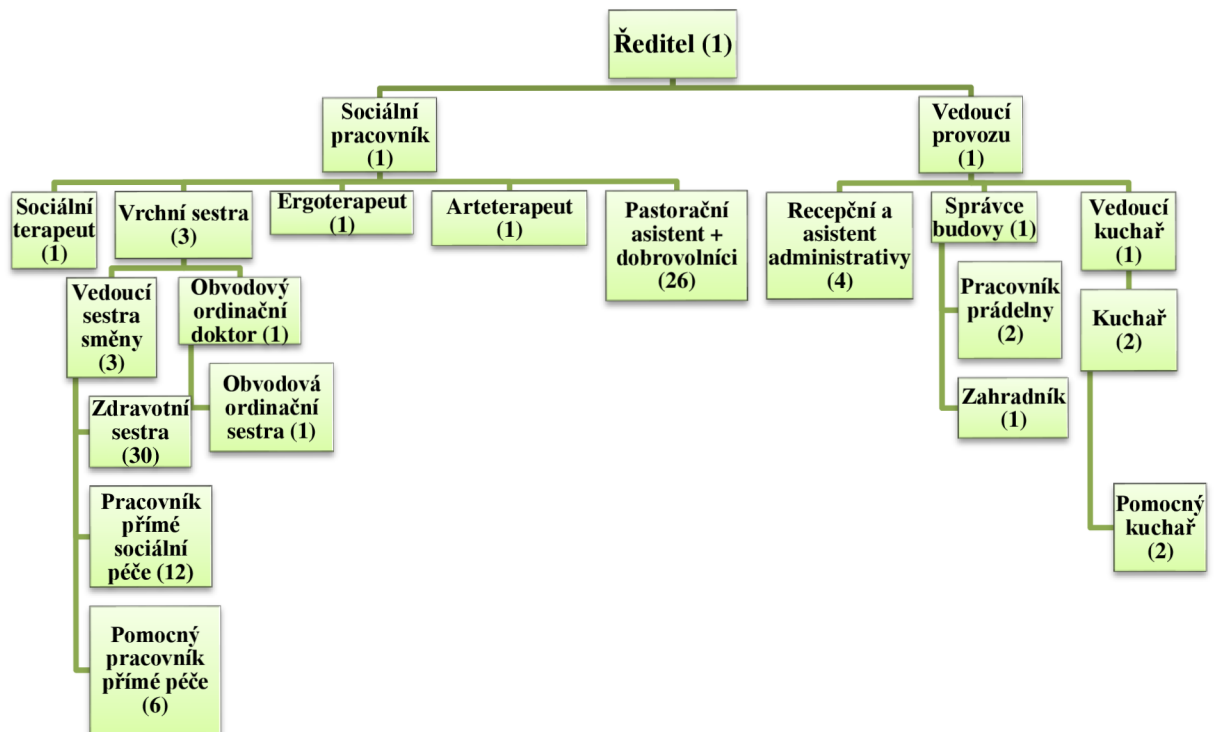 Ředitel (1)
Sociální
pracovník
(1)
Vedoucí
provozu
(1)
Sociální
terapeut
(1)
Vrchní sestra
(3)
Ergoterapeut
(1)
Arteterapeut
(1)
Pastorační
asistent +
dobrovolníci
(26)
Recepční a
asistent
administrativy
(4)
Správce
budovy (1)
Vedoucí
kuchař
(1)
Vedoucí
sestra
směny
(3)
Obvodový
ordinační
doktor (1)
Pracovník
prádelny
(2)
Kuchař
(2)
Obvodová
ordinační
sestra (1)
Zahradník
(1)
Zdravotní
sestra
(30)
Pracovník
přímé
sociální
péče (12)
Pomocný
kuchař
(2)
Pomocný
pracovník
přímé péče
(6)